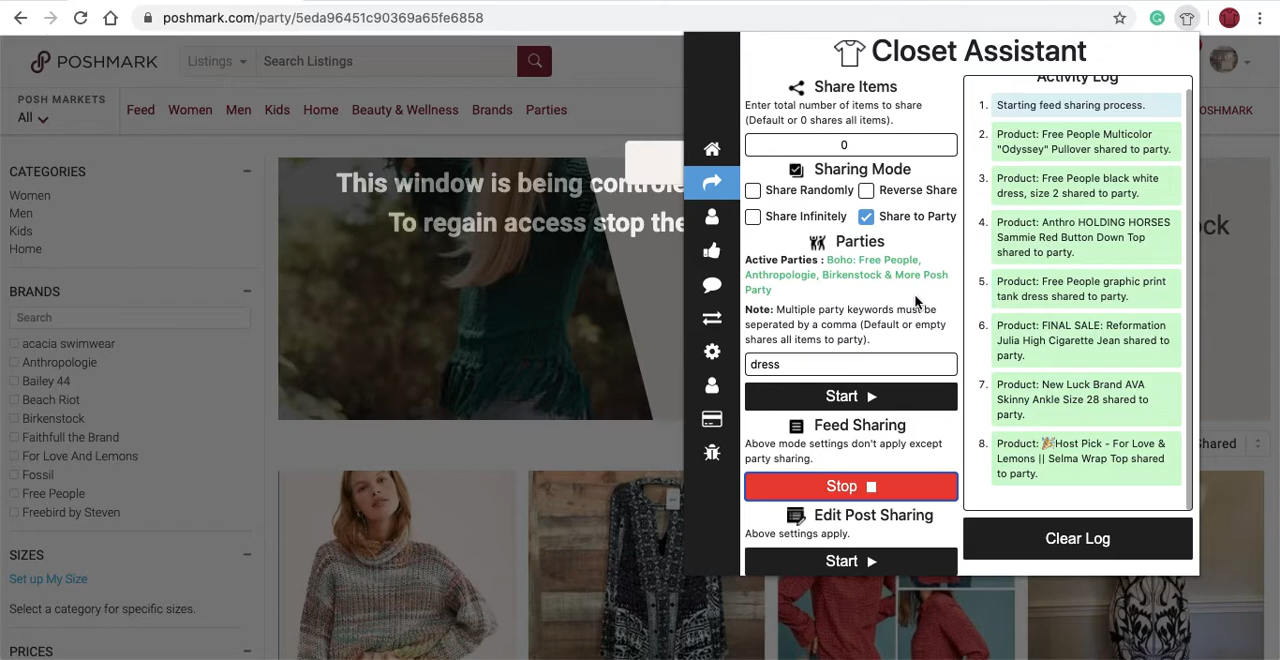 poshmark.com/party/5eda96451c90369a65fe6858
POSHMARK
Listings
Search Listings
POSH MARKETS
All
Feed Women Men Kids Home Beauty & Wellness Brands Parties
POSHMARK
CATEGORIES
Women
Men
Kids
Home
BRANDS
Search
acacia swimwear
Anthropologie
Bailey 44
Beach Riot
Birkenstock
Faithfull the Brand
For Love And Lemons
Fossil
Free People
Freebird by Steven
SIZES
Set up My Size
Select a category for specific sizes.
PRICES
This window is being controlle
To regain access stop the
ock
hared
Closet Assistant
Share Items
Enter total number of items to share
(Default or 0 shares all items).
0
Sharing Mode
Share Randomly Reverse Share
Share Infinitely Share to Party
Parties
Active Parties : Boho: Free People,
Anthropologie, Birkenstock & More Posh
Party
Note: Multiple party keywords must be
seperated by a comma (Default or empty
shares all items to party).
dress
Start
Feed Sharing
Above mode settings don't apply except
party sharing.
Stop
Edit Post Sharing
Above settings apply.
Start
Activity Log
1. Starting feed sharing process.
2. Product: Free People Multicolor
"Odyssey" Pullover shared to party.
3. Product: Free People black white
dress, size 2 shared to party.
4. Product: Anthro HOLDING HORSES
Sammie Red Button Down Top
shared to party.
5. Product: Free People graphic print
tank dress shared to party.
6. Product: FINAL SALE: Reformation
Julia High Cigarette Jean shared to
party.
7. Product: New Luck Brand AVA
Skinny Ankle Size 28 shared to
party.
8. Product: 🎉Host Pick - For Love &
Lemons || Selma Wrap Top shared
to party.
Clear Log